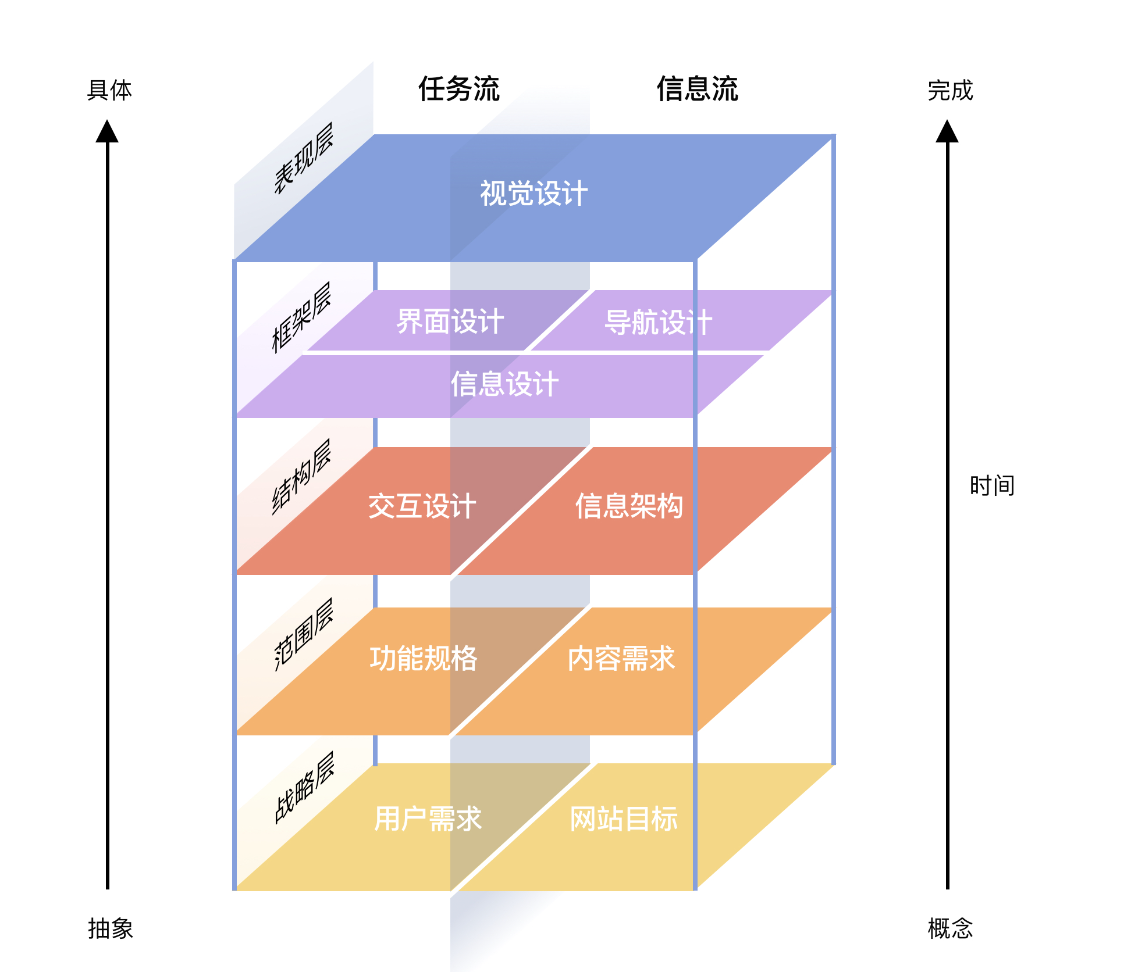 任务流
信息流
具体
完成
表现层
视觉设计
框架层
界面设计
导航设计
信息设计
结构层
交互设计
信息架构
时间
范围层
功能规格
内容需求
战略层
用户需求
网站目标
抽象
概念